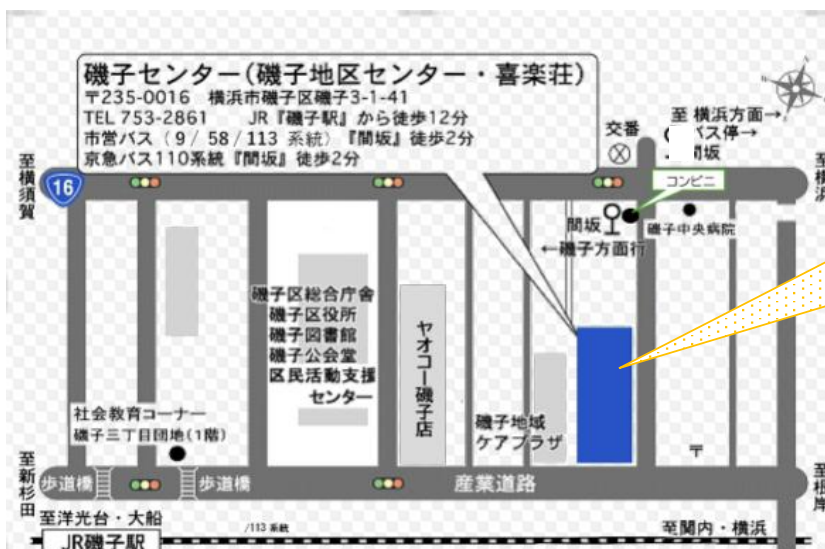 磯子センター(磯子地区センター・喜楽荘)
〒235-0016 横浜市磯子区磯子3-1-41
TEL 753-2861 JR『磯子駅』から徒歩12分
市営バス（9/ 58/113 系統）『間坂』徒歩2分
京急バス110系統『間坂』徒歩2分
至横須賀
16
交番
至 横浜方面→
バス停→
間坂
コンビニ
至横浜
間坂
磯子中央病院
←磯子方面行
磯子区総合庁舎
磯子区役所
磯子図書館
磯子公会堂
区民活動支援
センター
ヤオコー磯子店
磯子地域
ケアプラザ
社会教育コーナー
磯子三丁目団地(1階)
〒
至新杉田
歩道橋
歩道橋
産業道路
至根岸
至洋光台・大船
/113 系統
至関内・横浜
JR磯子駅